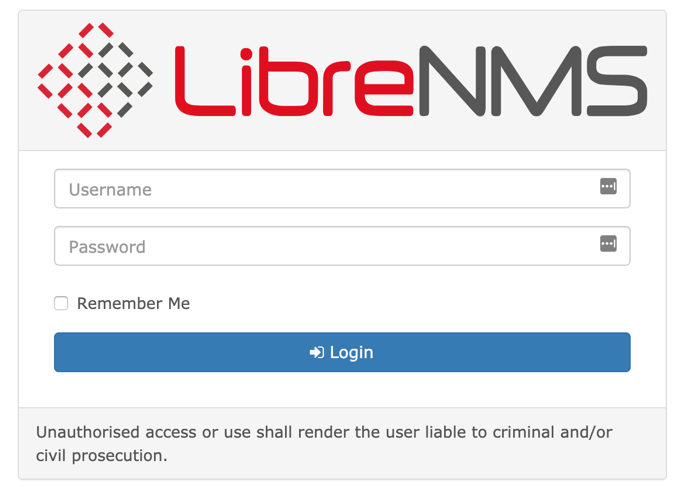 LibreNMS
Username
Password
Remember Me
Login
Unauthorised access or use shall render the user liable to criminal and/or
civil prosecution.